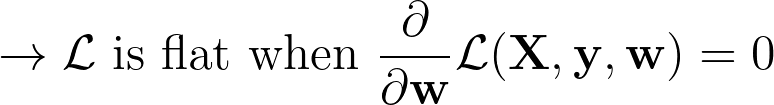 → ℒ is flat when ∂/∂𝐰 ℒ(𝐗, 𝐲, 𝐰) = 0